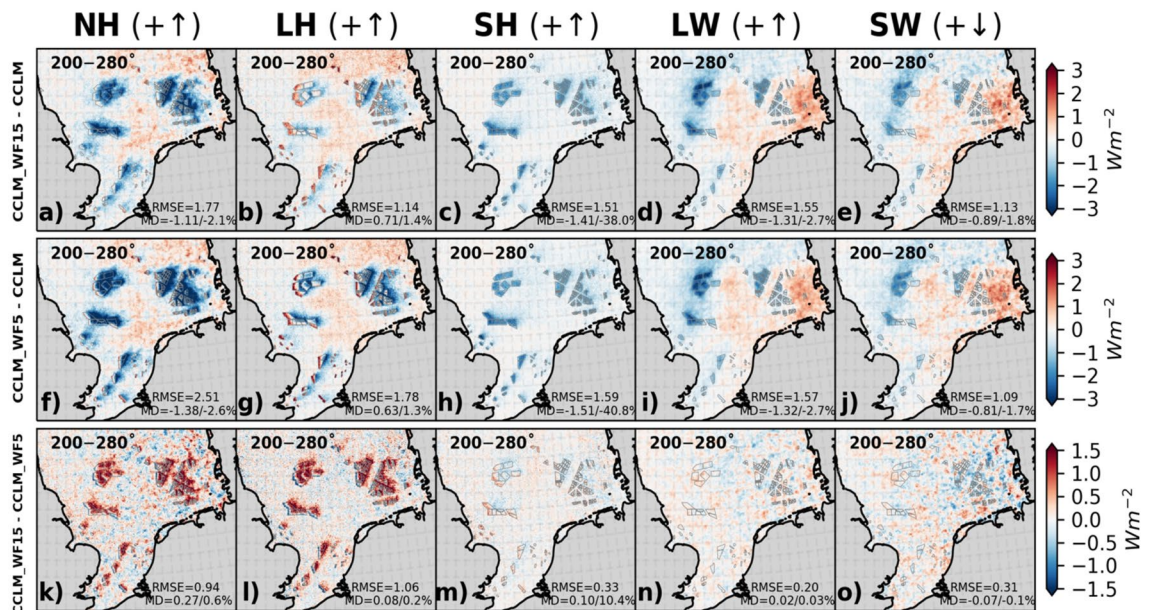 NH (+↑) LH (+↑) SH (+↑) LW (+↑) SW (+↓)
CCLM_WF15 - CCLM
200−280° 200−280° 200−280° 200−280° 200−280°
RMSE=1.77 RMSE=1.14 RMSE=1.51 RMSE=1.55 RMSE=1.13
a) MD=-1.11/-2.1% b) MD=0.71/1.4% c) MD=-1.41/-38.0% d) MD=-1.31/-2.7% e) MD=-0.89/-1.8%
3
2
1
0
−1
−2
−3
Wm⁻²
CCLM_WF5 - CCLM
200−280° 200−280° 200−280° 200−280° 200−280°
RMSE=2.51 RMSE=1.78 RMSE=1.59 RMSE=1.57 RMSE=1.09
f) MD=-1.38/-2.6% g) MD=0.63/1.3% h) MD=-1.51/-40.8% i) MD=-1.32/-2.7% j) MD=-0.81/-1.7%
3
2
1
0
−1
−2
−3
Wm⁻²
CCLM_WF15 - CCLM_WF5
200−280° 200−280° 200−280° 200−280° 200−280°
RMSE=0.94 RMSE=1.06 RMSE=0.33 RMSE=0.20 RMSE=0.31
k) MD=0.27/0.6% l) MD=0.08/0.2% m) MD=0.10/10.4% n) MD=0.02/0.03% o) MD=-0.07/-0.1%
1.5
1.0
0.5
0.0
−0.5
−1.0
−1.5
Wm⁻²